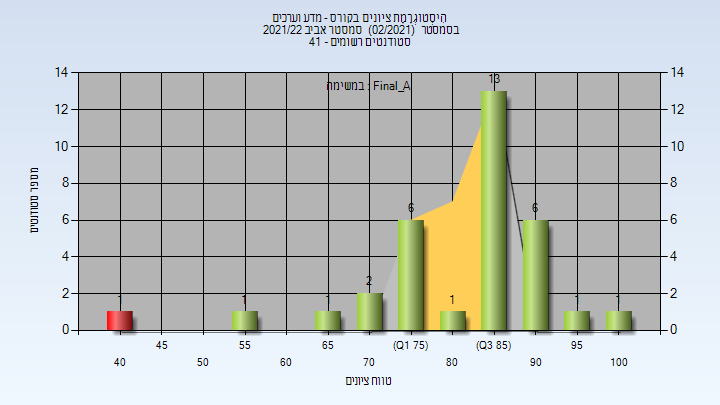 הִיסְטוֹגְרָמַת ציונים בקורס - מדע וערכים
בסמסטר (02/2021) סמסטר אביב 2021/22
סטודנטים רשומים - 41
במשימה : Final_A
מספר סטודנטים
14 14
12 12
10 10
8 8
6 6
4 4
2 2
0 0
1 1 1 2 6 1 13 6 1 1
45 55 65 (Q1 75) (Q3 85) 95
40 50 60 70 80 90 100
טווח ציונים